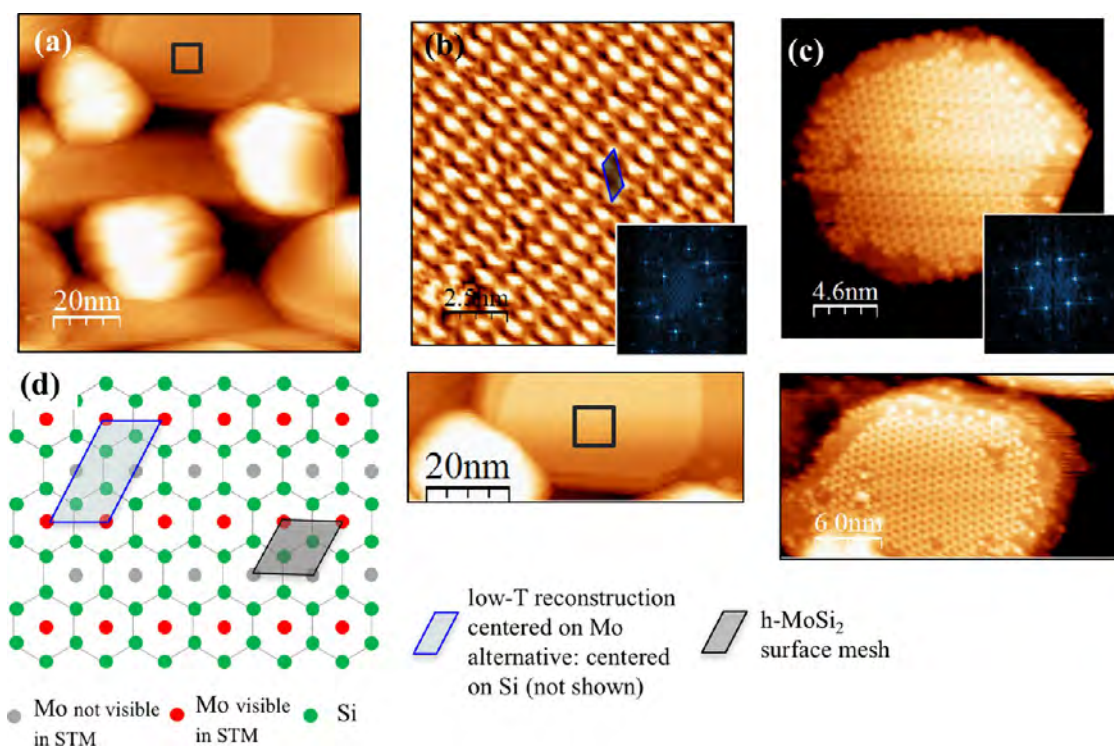 (a)
20nm
(b)
2.5nm
(c)
4.6nm
(d)
20nm
6.0nm
low-T reconstruction
centered on Mo
alternative: centered
on Si (not shown)
h-MoSi₂
surface mesh
Mo not visible
in STM
Mo visible
in STM
Si